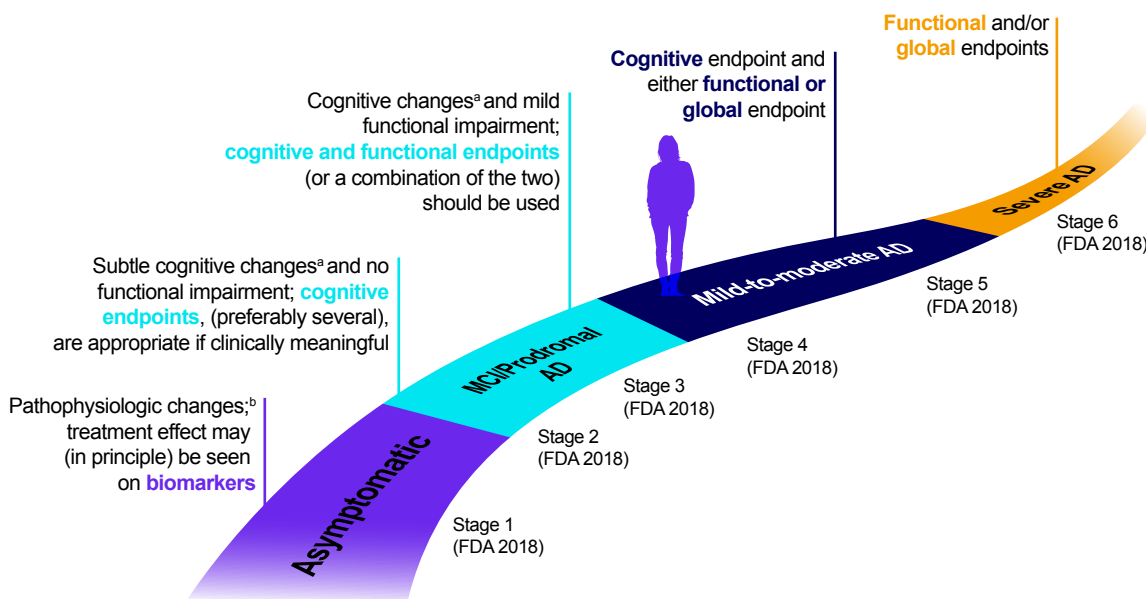 Functional and/or
global endpoints
Cognitive endpoint and
either functional or
global endpoint
Cognitive changesᵃ and mild
functional impairment;
cognitive and functional endpoints
(or a combination of the two)
should be used
Subtle cognitive changesᵃ and no
functional impairment; cognitive
endpoints, (preferably several),
are appropriate if clinically meaningful
Pathophysiologic changes;ᵇ
treatment effect may
(in principle) be seen
on biomarkers
Asymptomatic
MCI/Prodromal
AD
Mild-to-moderate AD
Severe AD
Stage 1
(FDA 2018)
Stage 2
(FDA 2018)
Stage 3
(FDA 2018)
Stage 4
(FDA 2018)
Stage 5
(FDA 2018)
Stage 6
(FDA 2018)